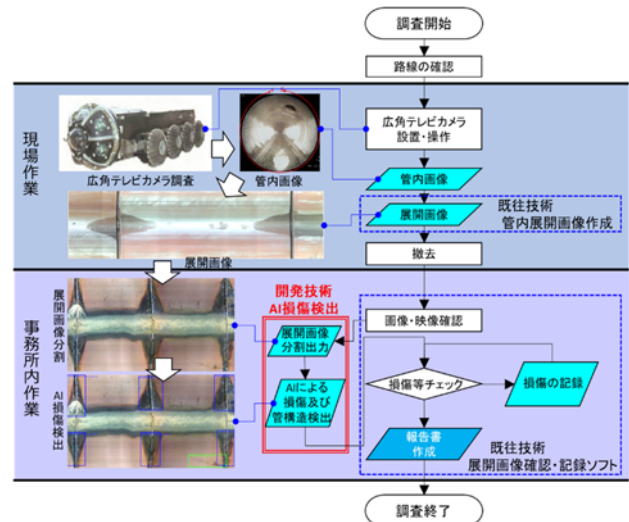 調査開始
路線の確認
現場作業
広角テレビカメラ調査
管内画像
広角テレビカメラ
設置・操作
管内画像
展開画像
既往技術
管内展開画像作成
展開画像
撤去
事務所内作業
展開画像分割
AI損傷検出
開発技術
AI損傷検出
展開画像
分割出力
AIによる
損傷及び
管構造検出
画像・映像確認
損傷等チェック
損傷の記録
報告書
作成
既往技術
展開画像確認・記録ソフト
調査終了